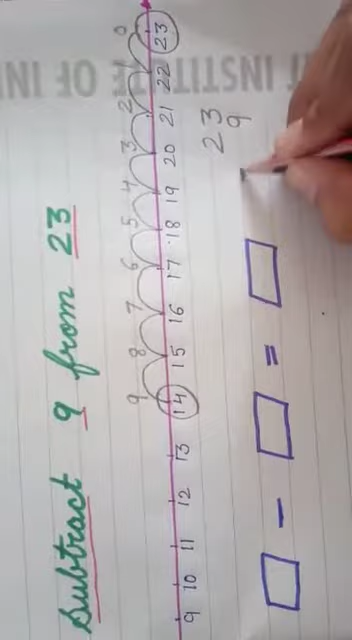 Subtract 9 from 23
9 8 7 6 5 4 3 2 1 0
9 10 11 12 13 14 15 16 17 18 19 20 21 22 23
23
9
□ - □ = □